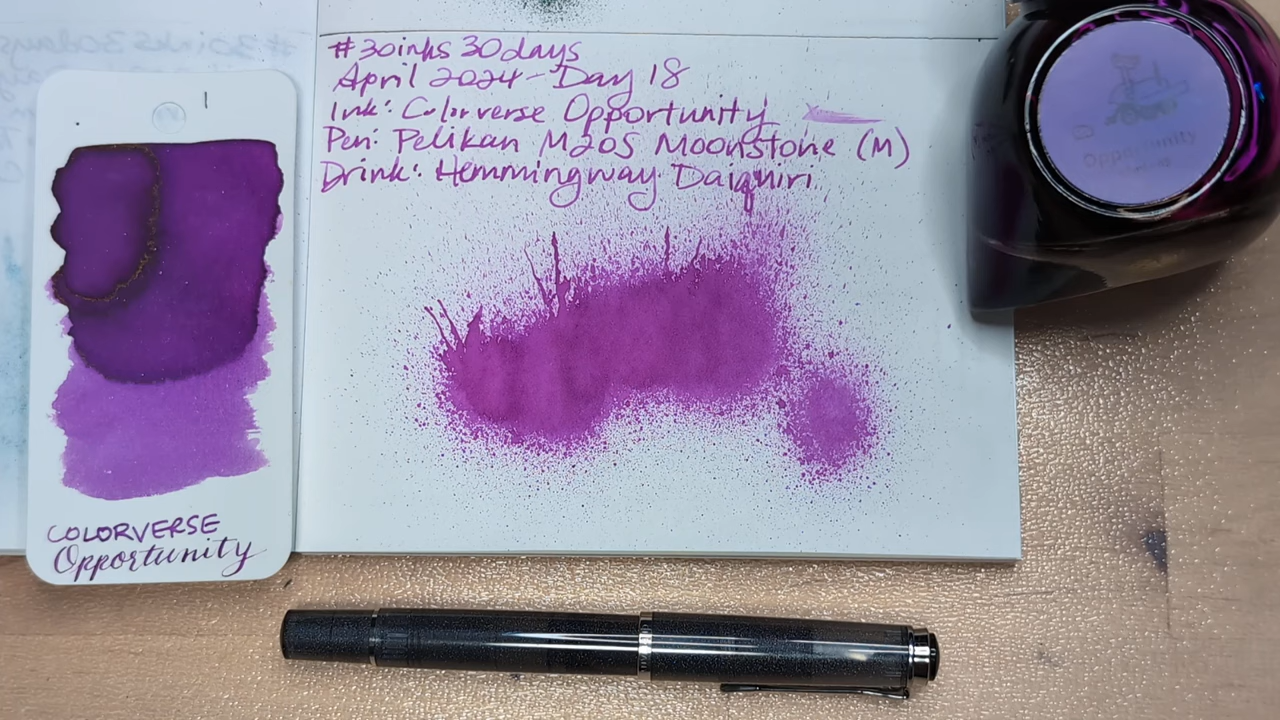 #30inks30days
April 2024 - Day 18
Ink: Colorverse Opportunity
Pen: Pelikan M205 Moonstone (M)
Drink: Hemmingway Daiquiri
COLORVERSE
Opportunity
Opportunity